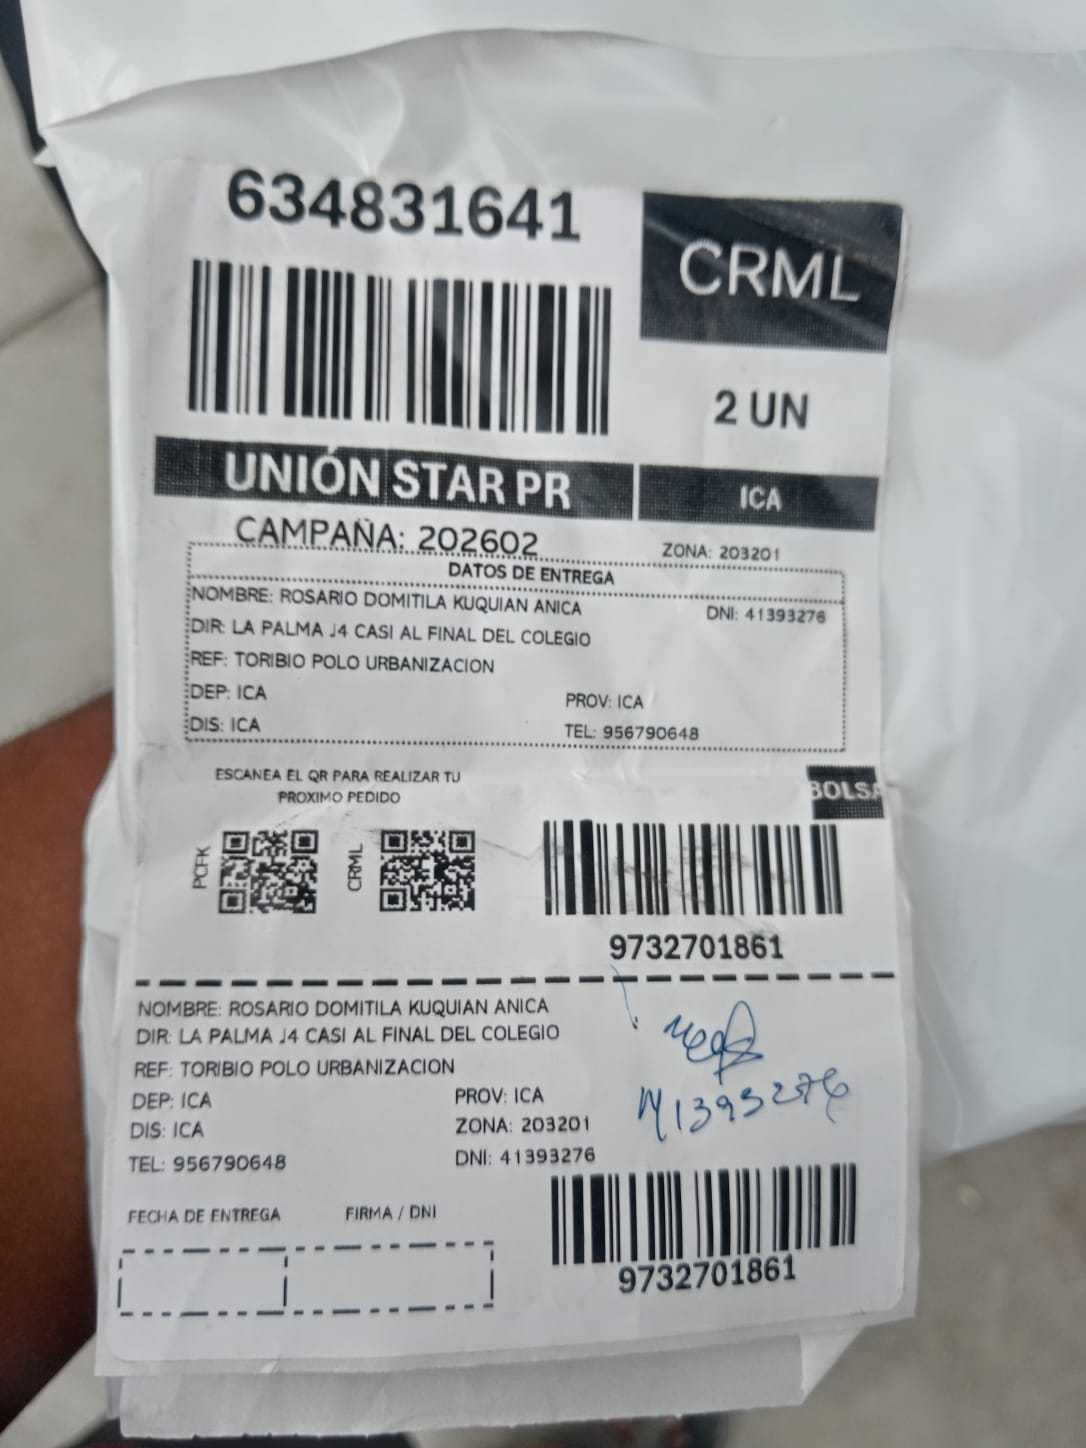 634831641
CRML
2 UN
UNIÓN STAR PR
ICA
CAMPAÑA: 202602
ZONA: 203201
DATOS DE ENTREGA
NOMBRE: ROSARIO DOMITILA KUQUIAN ANICA
DNI: 41393276
DIR: LA PALMA J4 CASI AL FINAL DEL COLEGIO
REF: TORIBIO POLO URBANIZACION
DEP: ICA
PROV: ICA
DIS: ICA
TEL: 956790648
ESCANEA EL QR PARA REALIZAR TU
PROXIMO PEDIDO
BOLSA
PCFK
CRML
9732701861
NOMBRE: ROSARIO DOMITILA KUQUIAN ANICA
DIR: LA PALMA J4 CASI AL FINAL DEL COLEGIO
REF: TORIBIO POLO URBANIZACION
DEP: ICA
PROV: ICA
DIS: ICA
ZONA: 203201
TEL: 956790648
DNI: 41393276
41393276
FECHA DE ENTREGA
FIRMA / DNI
9732701861